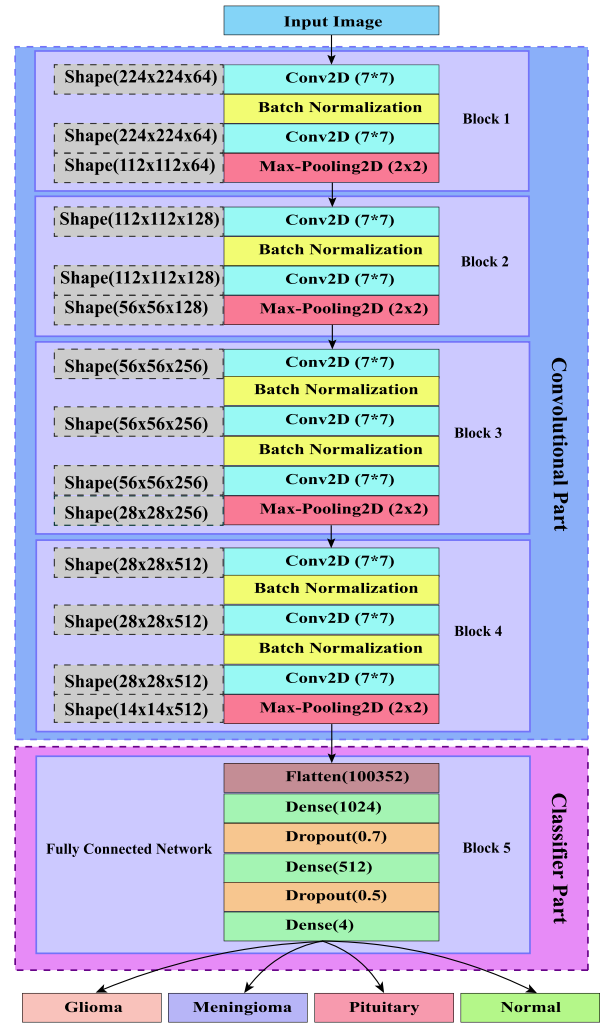 Input Image
Shape(224x224x64) Conv2D (7*7)
Batch Normalization
Block 1
Shape(224x224x64) Conv2D (7*7)
Shape(112x112x64) Max-Pooling2D (2x2)
Shape(112x112x128) Conv2D (7*7)
Batch Normalization
Block 2
Shape(112x112x128) Conv2D (7*7)
Shape(56x56x128) Max-Pooling2D (2x2)
Shape(56x56x256) Conv2D (7*7)
Batch Normalization
Shape(56x56x256) Conv2D (7*7)
Block 3
Batch Normalization
Shape(56x56x256) Conv2D (7*7)
Shape(28x28x256) Max-Pooling2D (2x2)
Convolutional Part
Shape(28x28x512) Conv2D (7*7)
Batch Normalization
Shape(28x28x512) Conv2D (7*7)
Block 4
Batch Normalization
Shape(28x28x512) Conv2D (7*7)
Shape(14x14x512) Max-Pooling2D (2x2)
Flatten(100352)
Dense(1024)
Dropout(0.7)
Fully Connected Network
Block 5
Dense(512)
Dropout(0.5)
Dense(4)
Classifier Part
Glioma
Meningioma
Pituitary
Normal